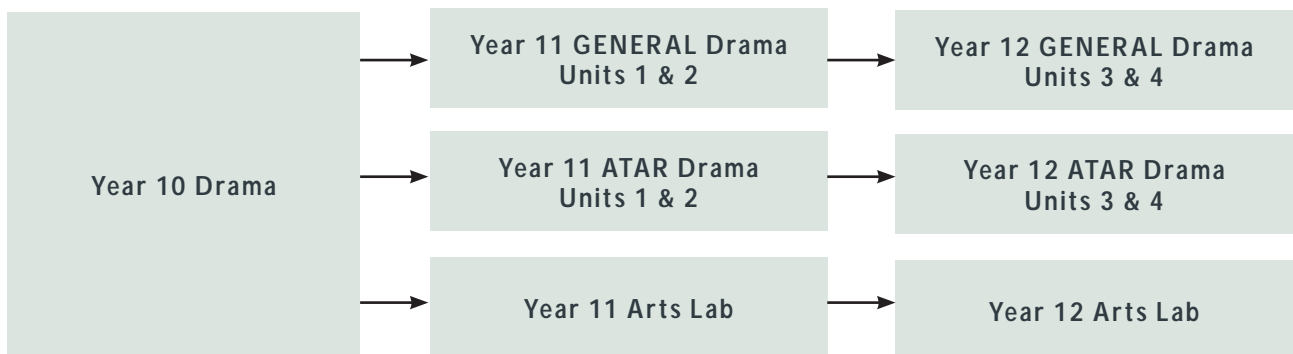 Year 10 Drama
Year 11 GENERAL Drama
Units 1 & 2
Year 12 GENERAL Drama
Units 3 & 4
Year 11 ATAR Drama
Units 1 & 2
Year 12 ATAR Drama
Units 3 & 4
Year 11 Arts Lab
Year 12 Arts Lab